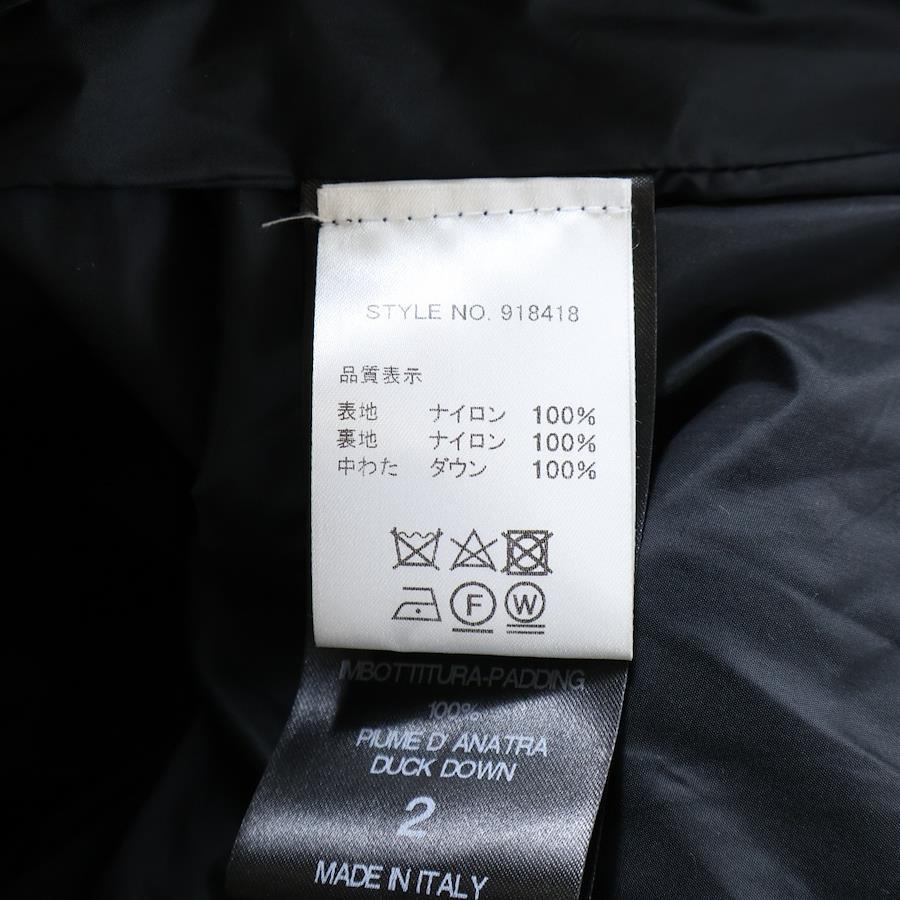 STYLE NO. 918418
品質表示
表地 ナイロン 100%
裏地 ナイロン 100%
中わた ダウン 100%
F W
IMBOTTITURA-PADDING
100%
PIUME D'ANATRA
DUCK DOWN
2
MADE IN ITALY